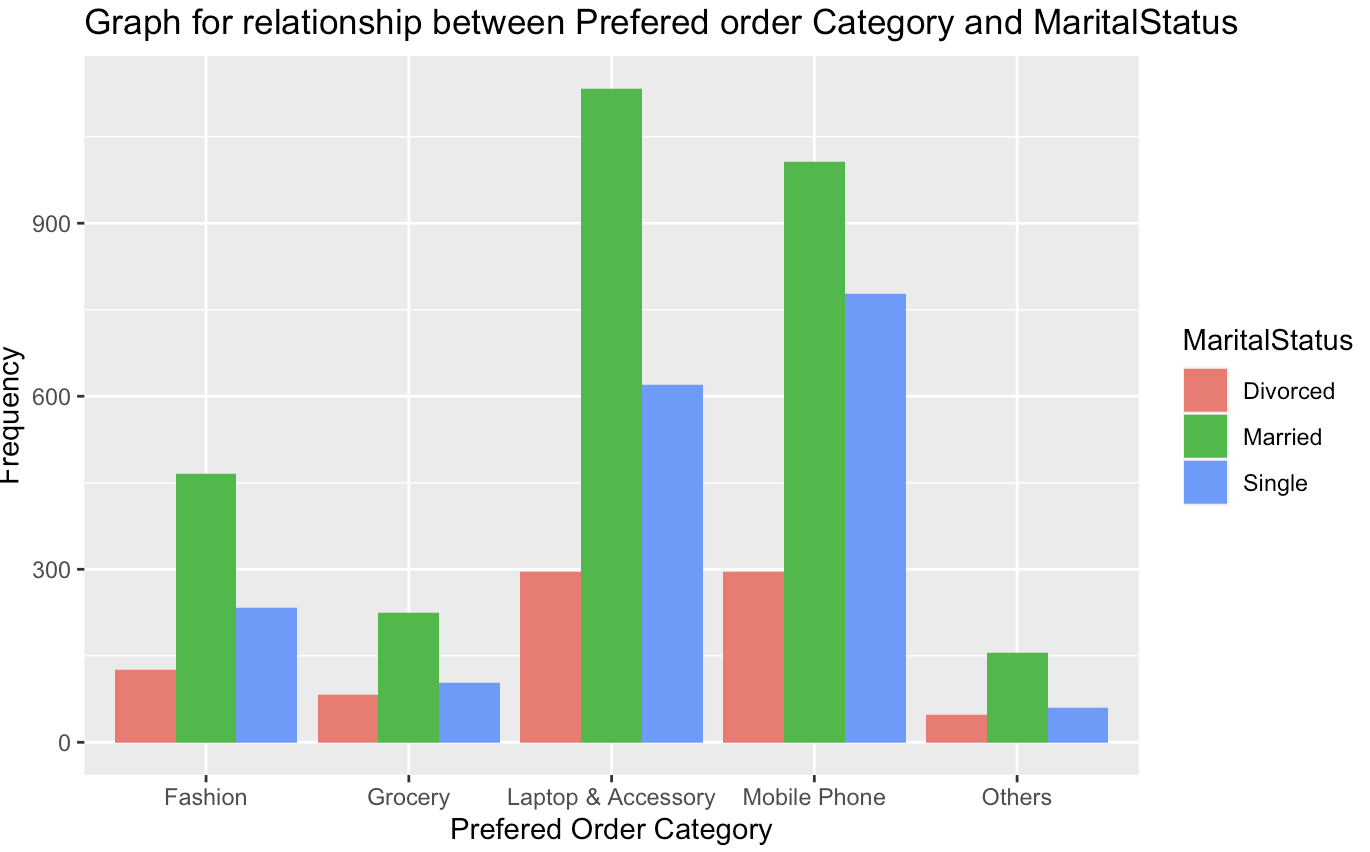 Graph for relationship between Prefered order Category and MaritalStatus
Frequency
900
600
300
0
Fashion
Grocery
Laptop & Accessory
Mobile Phone
Others
Prefered Order Category
MaritalStatus
Divorced
Married
Single